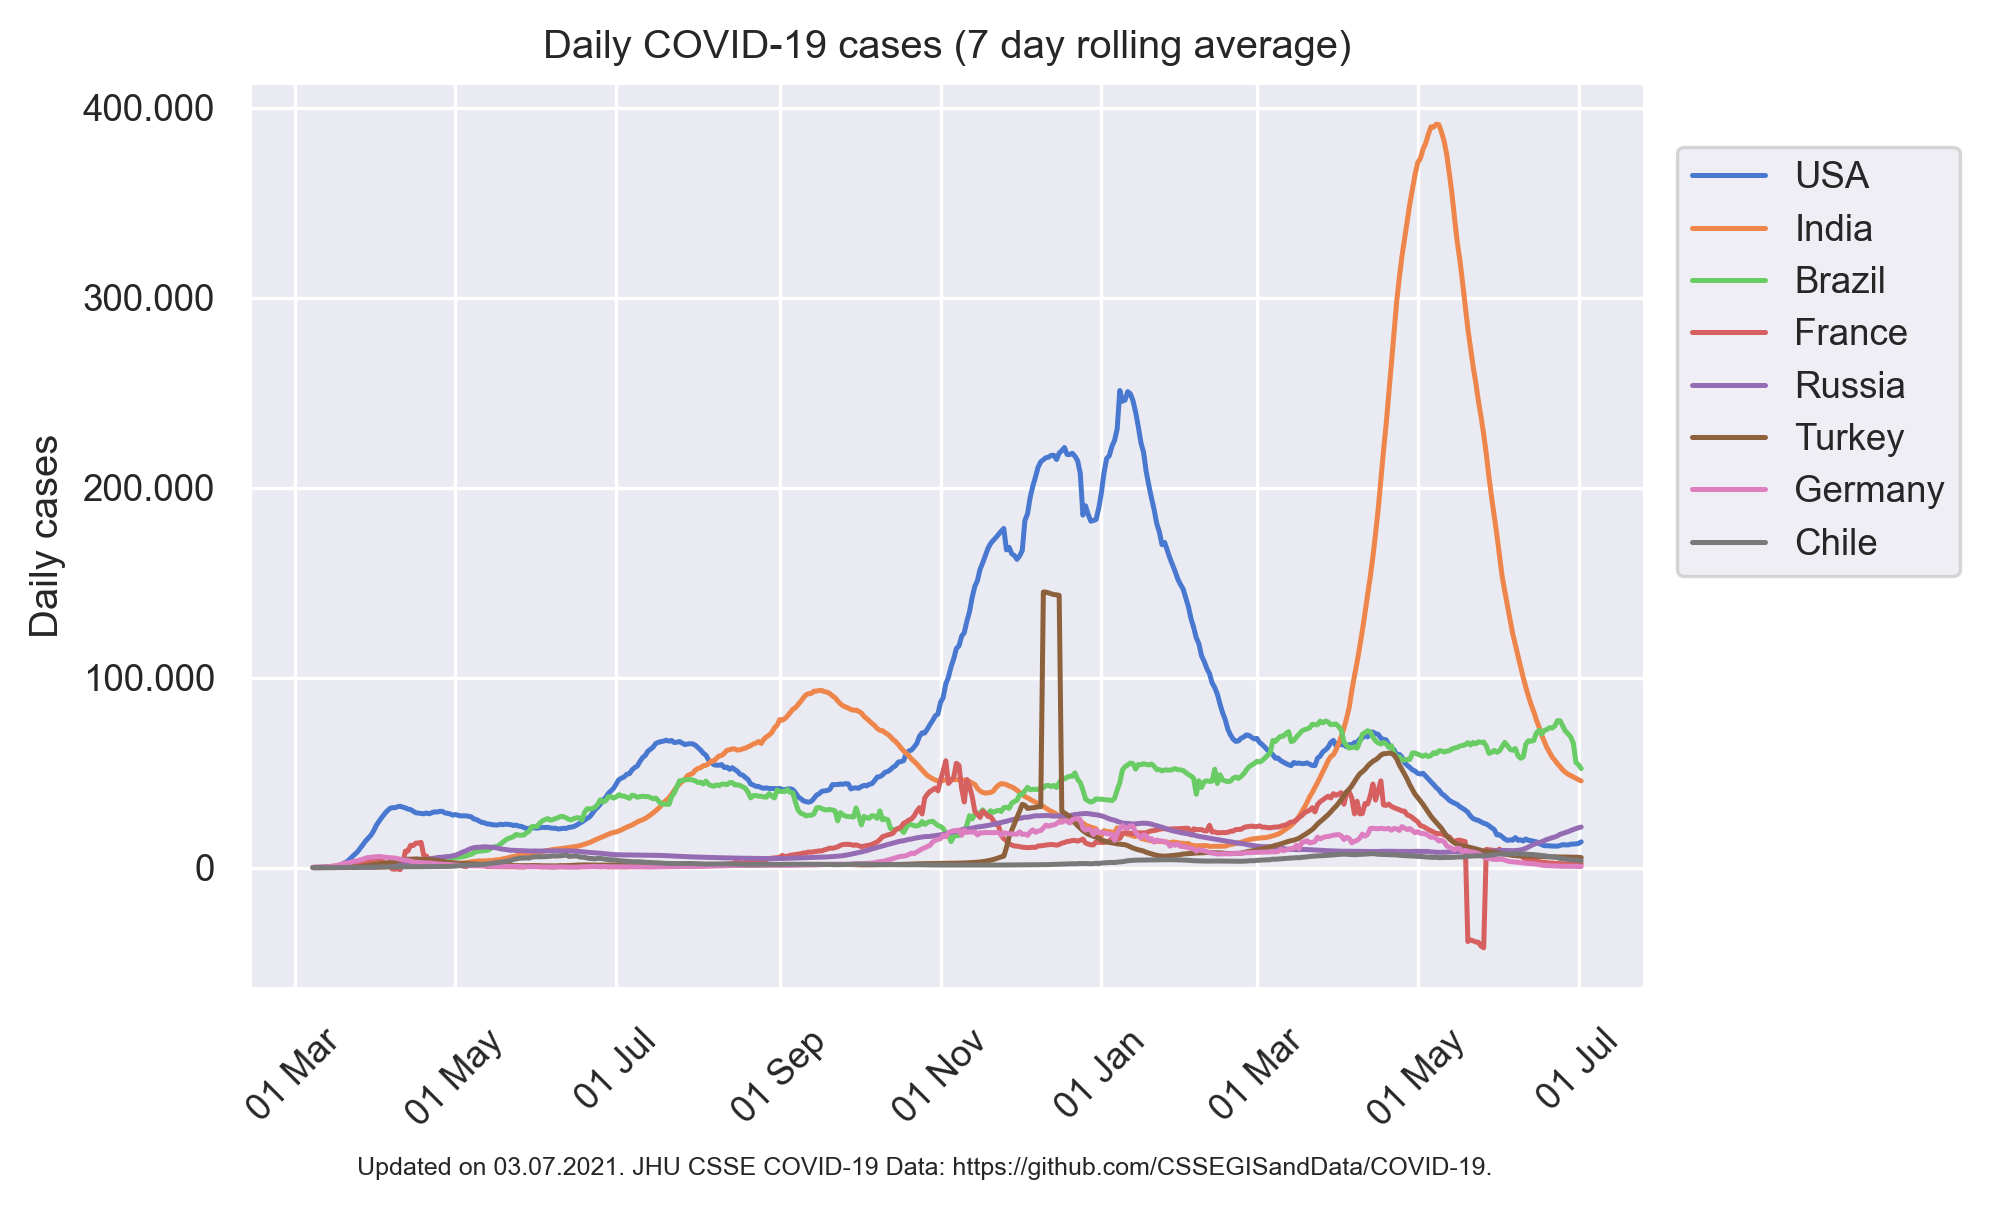 Daily COVID-19 cases (7 day rolling average)
400.000
300.000
200.000
100.000
0
Daily cases
USA
India
Brazil
France
Russia
Turkey
Germany
Chile
01 Mar
01 May
01 Jul
01 Sep
01 Nov
01 Jan
01 Mar
01 May
01 Jul
Updated on 03.07.2021. JHU CSSE COVID-19 Data: https://github.com/CSSEGISandData/COVID-19.